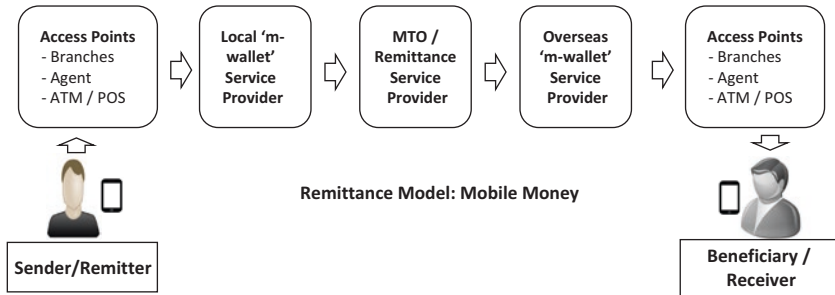 Access Points
- Branches
- Agent
- ATM / POS
Local ‘m-
wallet’
Service
Provider
MTO /
Remittance
Service
Provider
Overseas
‘m-wallet’
Service
Provider
Access Points
- Branches
- Agent
- ATM / POS
Remittance Model: Mobile Money
Sender/Remitter
Beneficiary /
Receiver